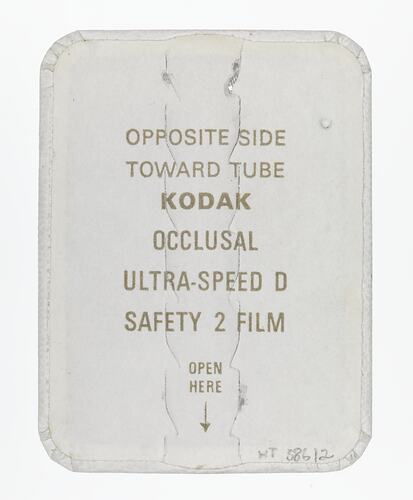 OPPOSITE SIDE
TOWARD TUBE
KODAK
OCCLUSAL
ULTRA-SPEED D
SAFETY 2 FILM
OPEN
HERE
↓
HT 38612